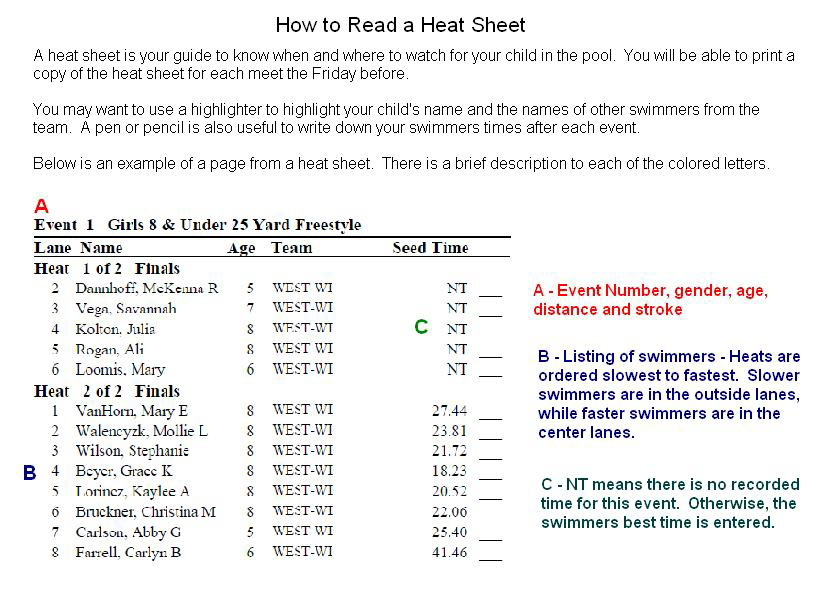 How to Read a Heat Sheet
A heat sheet is your guide to know when and where to watch for your child in the pool.  You will be able to print a
copy of the heat sheet for each meet the Friday before.
You may want to use a highlighter to highlight your child's name and the names of other swimmers from the
team.  A pen or pencil is also useful to write down your swimmers times after each event.
Below is an example of a page from a heat sheet.  There is a brief description to each of the colored letters.
A
Event 1 Girls 8 & Under 25 Yard Freestyle
Lane Name Age Team Seed Time
Heat 1 of 2 Finals
2 Dannhoff, McKenna R 5 WEST WI NT
3 Vega, Savannah 7 WEST-WI NT
4 Kolton, Julia 8 WEST-WI C NT
5 Rogan, Ali 8 WEST WI NT
6 Loomis, Mary 6 WEST-WI NT
Heat 2 of 2 Finals
1 VanHorn, Mary E 8 WEST WI 27.44
2 Walencyzk, Mollie L 8 WEST-WI 23.81
3 Wilson, Stephanie 8 WEST-WI 21.72
B 4 Beyer, Grace K 8 WEST-WI 18.23
5 Lorincz, Kaylee A 8 WEST-WI 20.52
6 Bruckner, Christina M 8 WEST-WI 22.06
7 Carlson, Abby G 5 WEST WI 25.40
8 Farrell, Carlyn B 6 WEST-WI 41.46
A - Event Number, gender, age,
distance and stroke
B - Listing of swimmers - Heats are
ordered slowest to fastest.  Slower
swimmers are in the outside lanes,
while faster swimmers are in the
center lanes.
C - NT means there is no recorded
time for this event.  Otherwise, the
swimmers best time is entered.